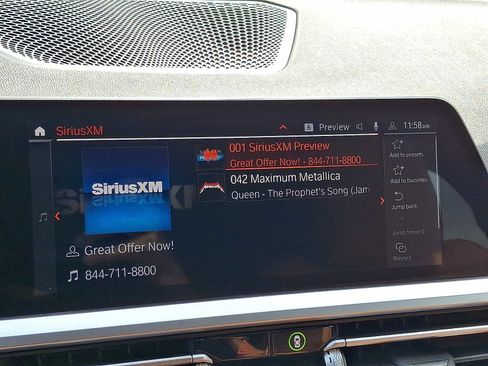 SiriusXM
6 Preview
11:58 am
SiriusXM
001 SiriusXM Preview
Great Offer Now! - 844-711-8800
042 Maximum Metallica
Queen - The Prophet's Song (Jam
Great Offer Now!
844-711-8800
Add to presets
Add to favorites
Jump back
Jump forward
Related